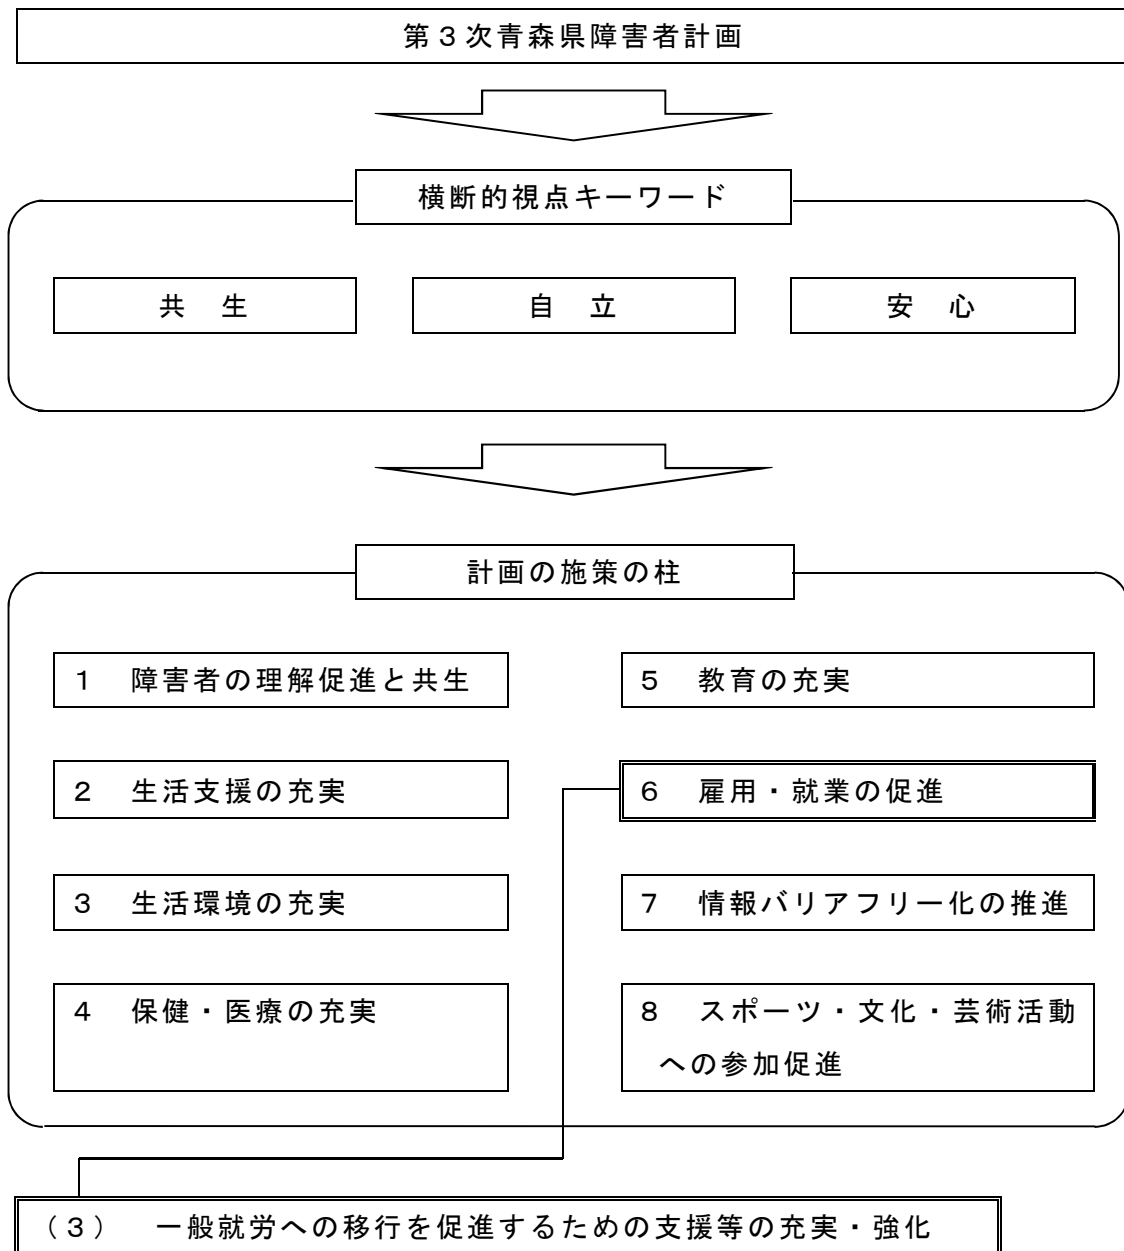 第3次青森県障害者計画
横断的視点キーワード
共 生
自 立
安 心
計画の施策の柱
1 障害者の理解促進と共生
2 生活支援の充実
3 生活環境の充実
4 保健・医療の充実
5 教育の充実
6 雇用・就業の促進
7 情報バリアフリー化の推進
8 スポーツ・文化・芸術活動
への参加促進
(3) 一般就労への移行を促進するための支援等の充実・強化